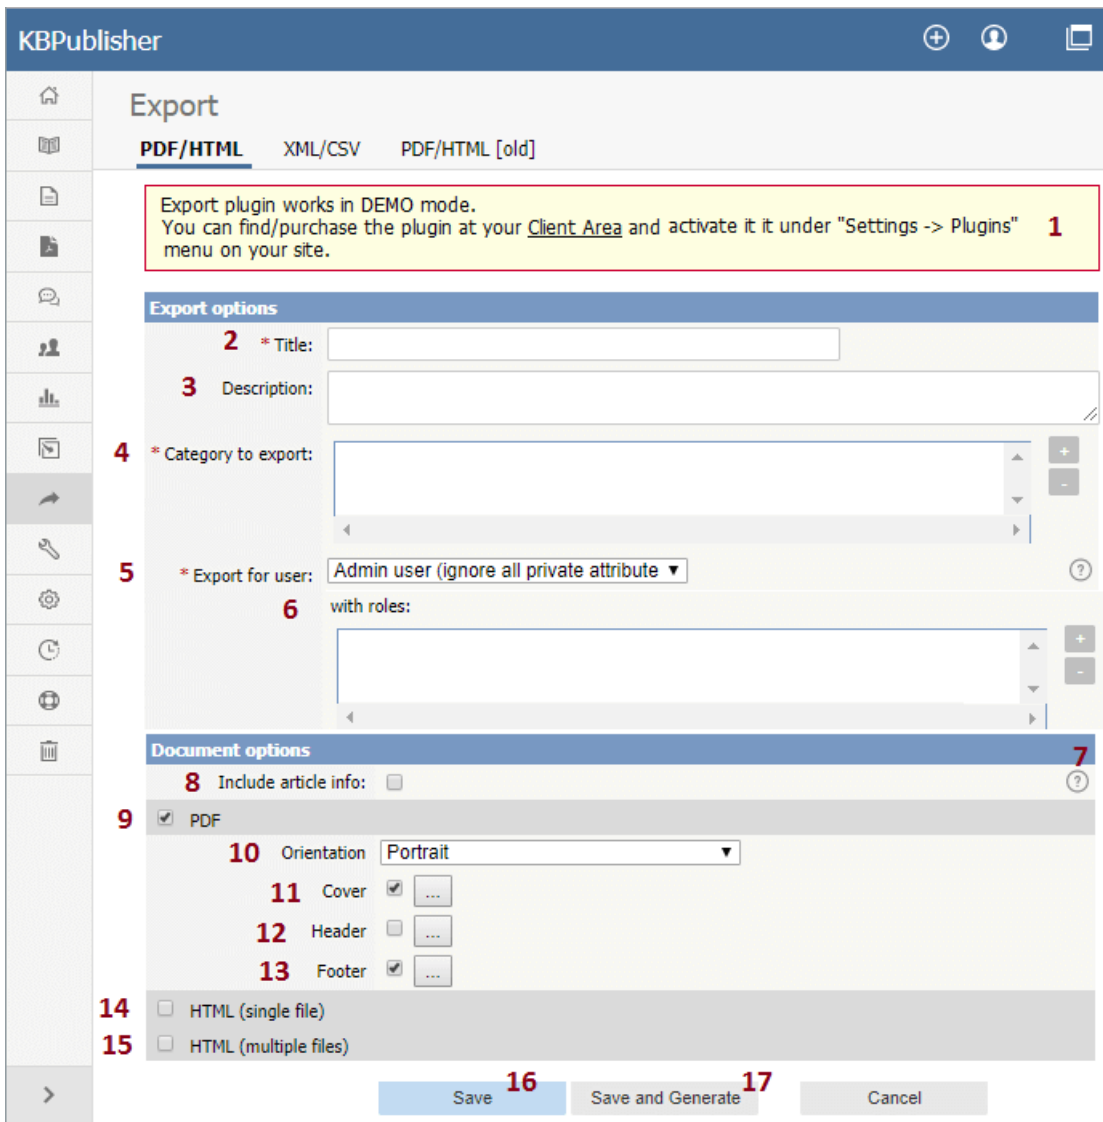 KBPublisher
Export
PDF/HTML XML/CSV PDF/HTML [old]
Export plugin works in DEMO mode.
You can find/purchase the plugin at your Client Area and activate it it under "Settings -> Plugins" 1
menu on your site.
Export options
2 * Title:
3 Description:
4 * Category to export:
+
-
5 * Export for user: Admin user (ignore all private attribute ?
6 with roles:
+
-
Document options 7
8 Include article info: ?
9 PDF
10 Orientation Portrait
11 Cover ...
12 Header ...
13 Footer ...
14 HTML (single file)
15 HTML (multiple files)
Save 16 Save and Generate 17 Cancel